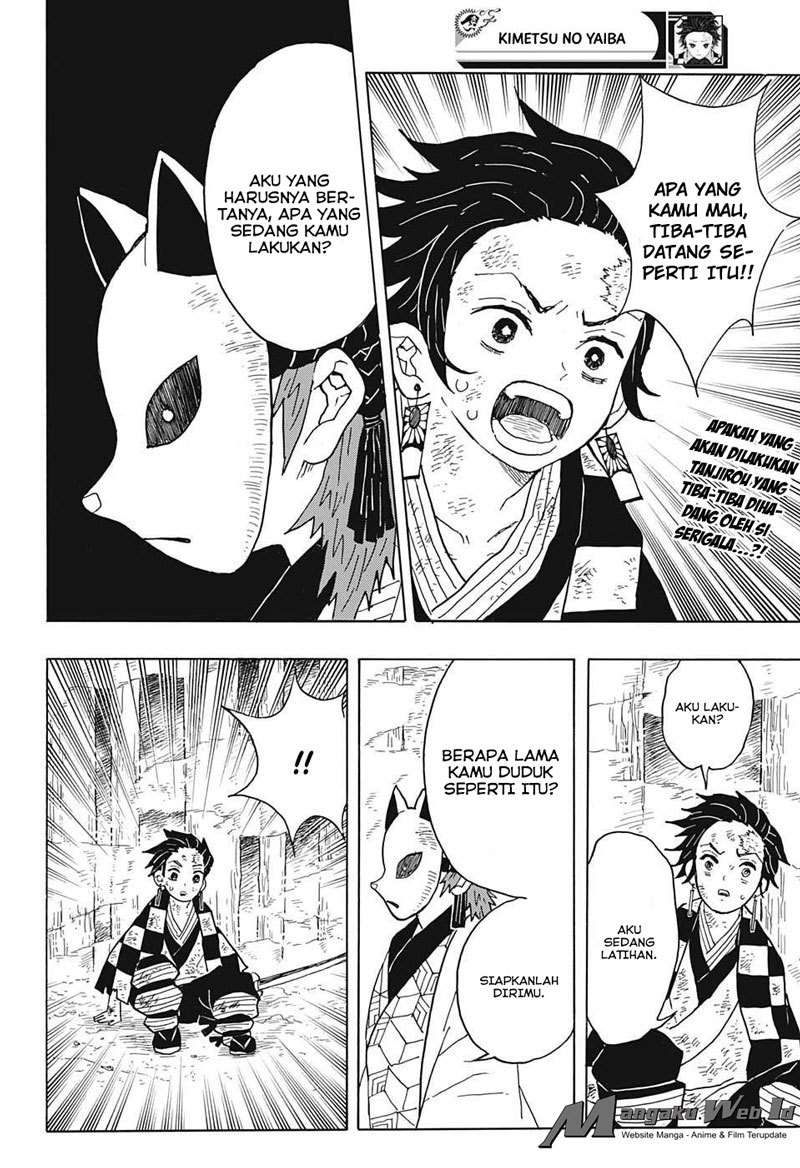 KIMETSU NO YAIBA
APA YANG
KAMU MAU,
TIBA-TIBA
DATANG SE-
PERTI ITU!!
AKU YANG
HARUSNYA BER-
TANYA, APA YANG
SEDANG KAMU
LAKUKAN?
APAKAH YANG
AKAN DILAKUKAN
TANJIROU YANG
TIBA-TIBA DIHA-
DANG OLEH SI
SERIGALA....?!
AKU LAKU-
KAN?
AKU
SEDANG
LATIHAN.
BERAPA LAMA
KAMU DUDUK
SEPERTI ITU?
SIAPKANLAH
DIRIMU.
!!
Mangaku.Web.Id
Website Manga - Anime & Film Terupdate